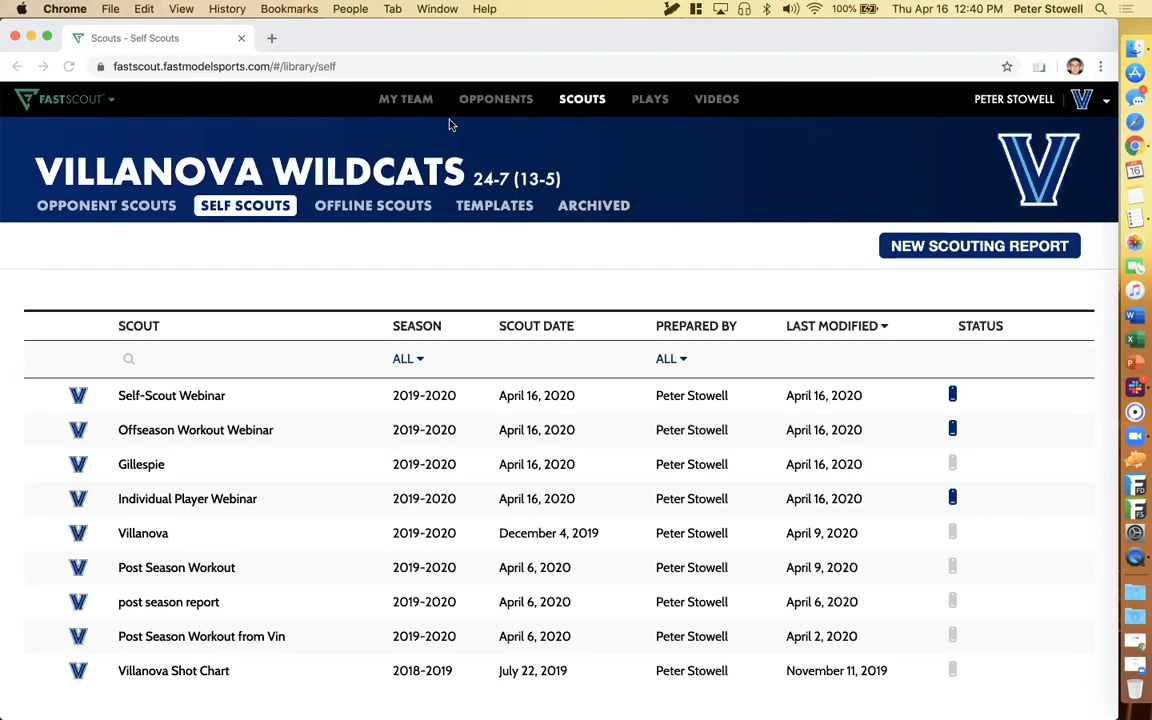 Chrome File Edit View History Bookmarks People Tab Window Help 100% Thu Apr 16 12:40 PM Peter Stowell
Scouts - Self Scouts
fastscout.fastmodelsports.com/#/library/self
FASTSCOUT MY TEAM OPPONENTS SCOUTS PLAYS VIDEOS PETER STOWELL
VILLANOVA WILDCATS 24-7 (13-5)
OPPONENT SCOUTS SELF SCOUTS OFFLINE SCOUTS TEMPLATES ARCHIVED
NEW SCOUTING REPORT
SCOUT SEASON SCOUT DATE PREPARED BY LAST MODIFIED STATUS
ALL ALL
Self-Scout Webinar 2019-2020 April 16, 2020 Peter Stowell April 16, 2020
Offseason Workout Webinar 2019-2020 April 16, 2020 Peter Stowell April 16, 2020
Gillespie 2019-2020 April 16, 2020 Peter Stowell April 16, 2020
Individual Player Webinar 2019-2020 April 16, 2020 Peter Stowell April 16, 2020
Villanova 2019-2020 December 4, 2019 Peter Stowell April 9, 2020
Post Season Workout 2019-2020 April 6, 2020 Peter Stowell April 9, 2020
post season report 2019-2020 April 6, 2020 Peter Stowell April 6, 2020
Post Season Workout from Vin 2019-2020 April 6, 2020 Peter Stowell April 2, 2020
Villanova Shot Chart 2018-2019 July 22, 2019 Peter Stowell November 11, 2019